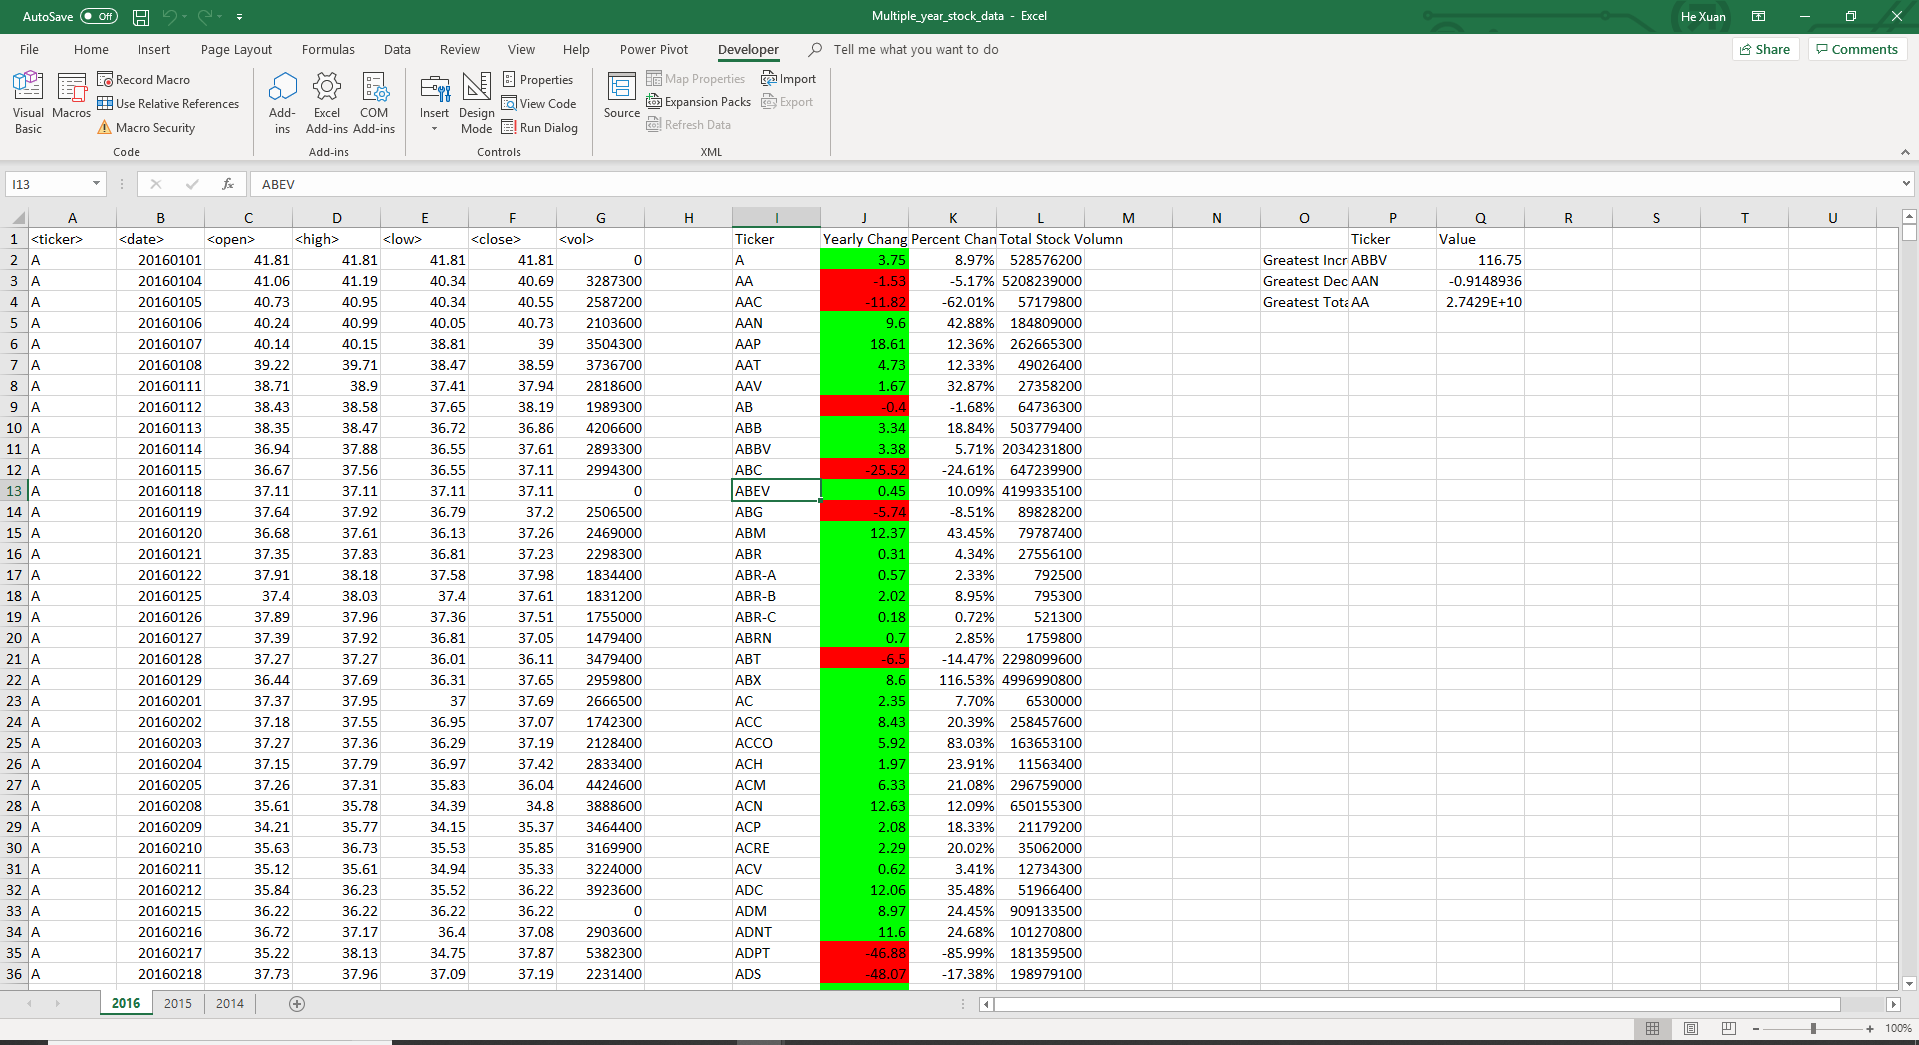 AutoSave Off Multiple_year_stock_data - Excel He Xuan
File Home Insert Page Layout Formulas Data Review View Help Power Pivot Developer Tell me what you want to do Share Comments
Visual Basic Macros Record Macro Use Relative References Macro Security
Add-ins Excel Add-ins COM Add-ins
Insert Design Mode Properties View Code Run Dialog
Source Map Properties Expansion Packs Refresh Data Import Export
Code Add-ins Controls XML
I13 fx ABEV
A B C D E F G H I J K L M N O P Q R S T U
1 <ticker> <date> <open> <high> <low> <close> <vol> Ticker Yearly Chang Percent Chan Total Stock Volumn Ticker Value
2 A 20160101 41.81 41.81 41.81 41.81 0 A 3.75 8.97% 528576200 Greatest Incr ABBV 116.75
3 A 20160104 41.06 41.19 40.34 40.69 3287300 AA -1.53 -5.17% 5208239000 Greatest Dec AAN -0.9148936
4 A 20160105 40.73 40.95 40.34 40.55 2587200 AAC -11.82 -62.01% 57179800 Greatest Tota AA 2.7429E+10
5 A 20160106 40.24 40.99 40.05 40.73 2103600 AAN 9.6 42.88% 184809000
6 A 20160107 40.14 40.15 38.81 39 3504300 AAP 18.61 12.36% 262665300
7 A 20160108 39.22 39.71 38.47 38.59 3736700 AAT 4.73 12.33% 49026400
8 A 20160111 38.71 38.9 37.41 37.94 2818600 AAV 1.67 32.87% 27358200
9 A 20160112 38.43 38.58 37.65 38.19 1989300 AB -0.4 -1.68% 64736300
10 A 20160113 38.35 38.47 36.72 36.86 4206600 ABB 3.34 18.84% 503779400
11 A 20160114 36.94 37.88 36.55 37.61 2893300 ABBV 3.38 5.71% 2034231800
12 A 20160115 36.67 37.56 36.55 37.11 2994300 ABC -25.52 -24.61% 647239900
13 A 20160118 37.11 37.11 37.11 37.11 0 ABEV 0.45 10.09% 4199335100
14 A 20160119 37.64 37.92 36.79 37.2 2506500 ABG -5.74 -8.51% 89828200
15 A 20160120 36.68 37.61 36.13 37.26 2469000 ABM 12.37 43.45% 79787400
16 A 20160121 37.35 37.83 36.81 37.23 2298300 ABR 0.31 4.34% 27556100
17 A 20160122 37.91 38.18 37.58 37.98 1834400 ABR-A 0.57 2.33% 792500
18 A 20160125 37.4 38.03 37.4 37.61 1831200 ABR-B 2.02 8.95% 795300
19 A 20160126 37.89 37.96 37.36 37.51 1755000 ABR-C 0.18 0.72% 521300
20 A 20160127 37.39 37.92 36.81 37.05 1479400 ABRN 0.7 2.85% 1759800
21 A 20160128 37.27 37.27 36.01 36.11 3479400 ABT -6.5 -14.47% 2298099600
22 A 20160129 36.44 37.69 36.31 37.65 2959800 ABX 8.6 116.53% 4996990800
23 A 20160201 37.37 37.95 37 37.69 2666500 AC 2.35 7.70% 6530000
24 A 20160202 37.18 37.55 36.95 37.07 1742300 ACC 8.43 20.39% 258457600
25 A 20160203 37.27 37.36 36.29 37.19 2128400 ACCO 5.92 83.03% 163653100
26 A 20160204 37.15 37.79 36.97 37.42 2833400 ACH 1.97 23.91% 11563400
27 A 20160205 37.26 37.31 35.83 36.04 4424600 ACM 6.33 21.08% 296759000
28 A 20160208 35.61 35.78 34.39 34.8 3888600 ACN 12.63 12.09% 650155300
29 A 20160209 34.21 35.77 34.15 35.37 3464400 ACP 2.08 18.33% 21179200
30 A 20160210 35.63 36.73 35.53 35.85 3169900 ACRE 2.29 20.02% 35062000
31 A 20160211 35.12 35.61 34.94 35.33 3224000 ACV 0.62 3.41% 12734300
32 A 20160212 35.84 36.23 35.52 36.22 3923600 ADC 12.06 35.48% 51966400
33 A 20160215 36.22 36.22 36.22 36.22 0 ADM 8.97 24.45% 909133500
34 A 20160216 36.72 37.17 36.4 37.08 2903600 ADNT 11.6 24.68% 101270800
35 A 20160217 35.22 38.13 34.75 37.87 5382300 ADPT -46.88 -85.99% 181359500
36 A 20160218 37.73 37.96 37.09 37.19 2231400 ADS -48.07 -17.38% 198979100
2016 2015 2014
100%